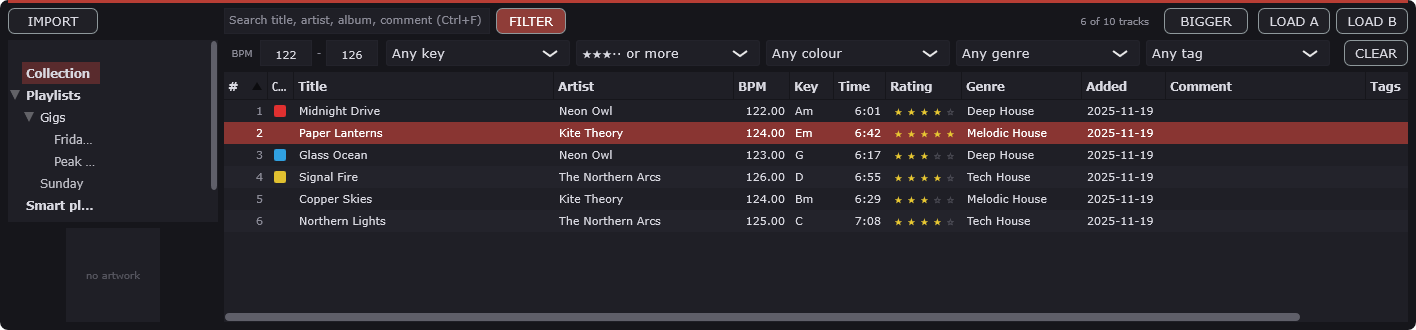 IMPORT
Search title, artist, album, comment (Ctrl+F)
FILTER
6 of 10 tracks
BIGGER
LOAD A
LOAD B
BPM 122 - 126
Any key
★★★·· or more
Any colour
Any genre
Any tag
CLEAR
Collection
Playlists
Gigs
Frida...
Peak ...
Sunday
Smart pl...
no artwork
# C... Title Artist BPM Key Time Rating Genre Added Comment Tags
1 Midnight Drive Neon Owl 122.00 Am 6:01 ★★★★☆ Deep House 2025-11-19
2 Paper Lanterns Kite Theory 124.00 Em 6:42 ★★★★★ Melodic House 2025-11-19
3 Glass Ocean Neon Owl 123.00 G 6:17 ★★★☆☆ Deep House 2025-11-19
4 Signal Fire The Northern Arcs 126.00 D 6:55 ★★★★☆ Tech House 2025-11-19
5 Copper Skies Kite Theory 124.00 Bm 6:29 ★★★☆☆ Melodic House 2025-11-19
6 Northern Lights The Northern Arcs 125.00 C 7:08 ★★★★☆ Tech House 2025-11-19